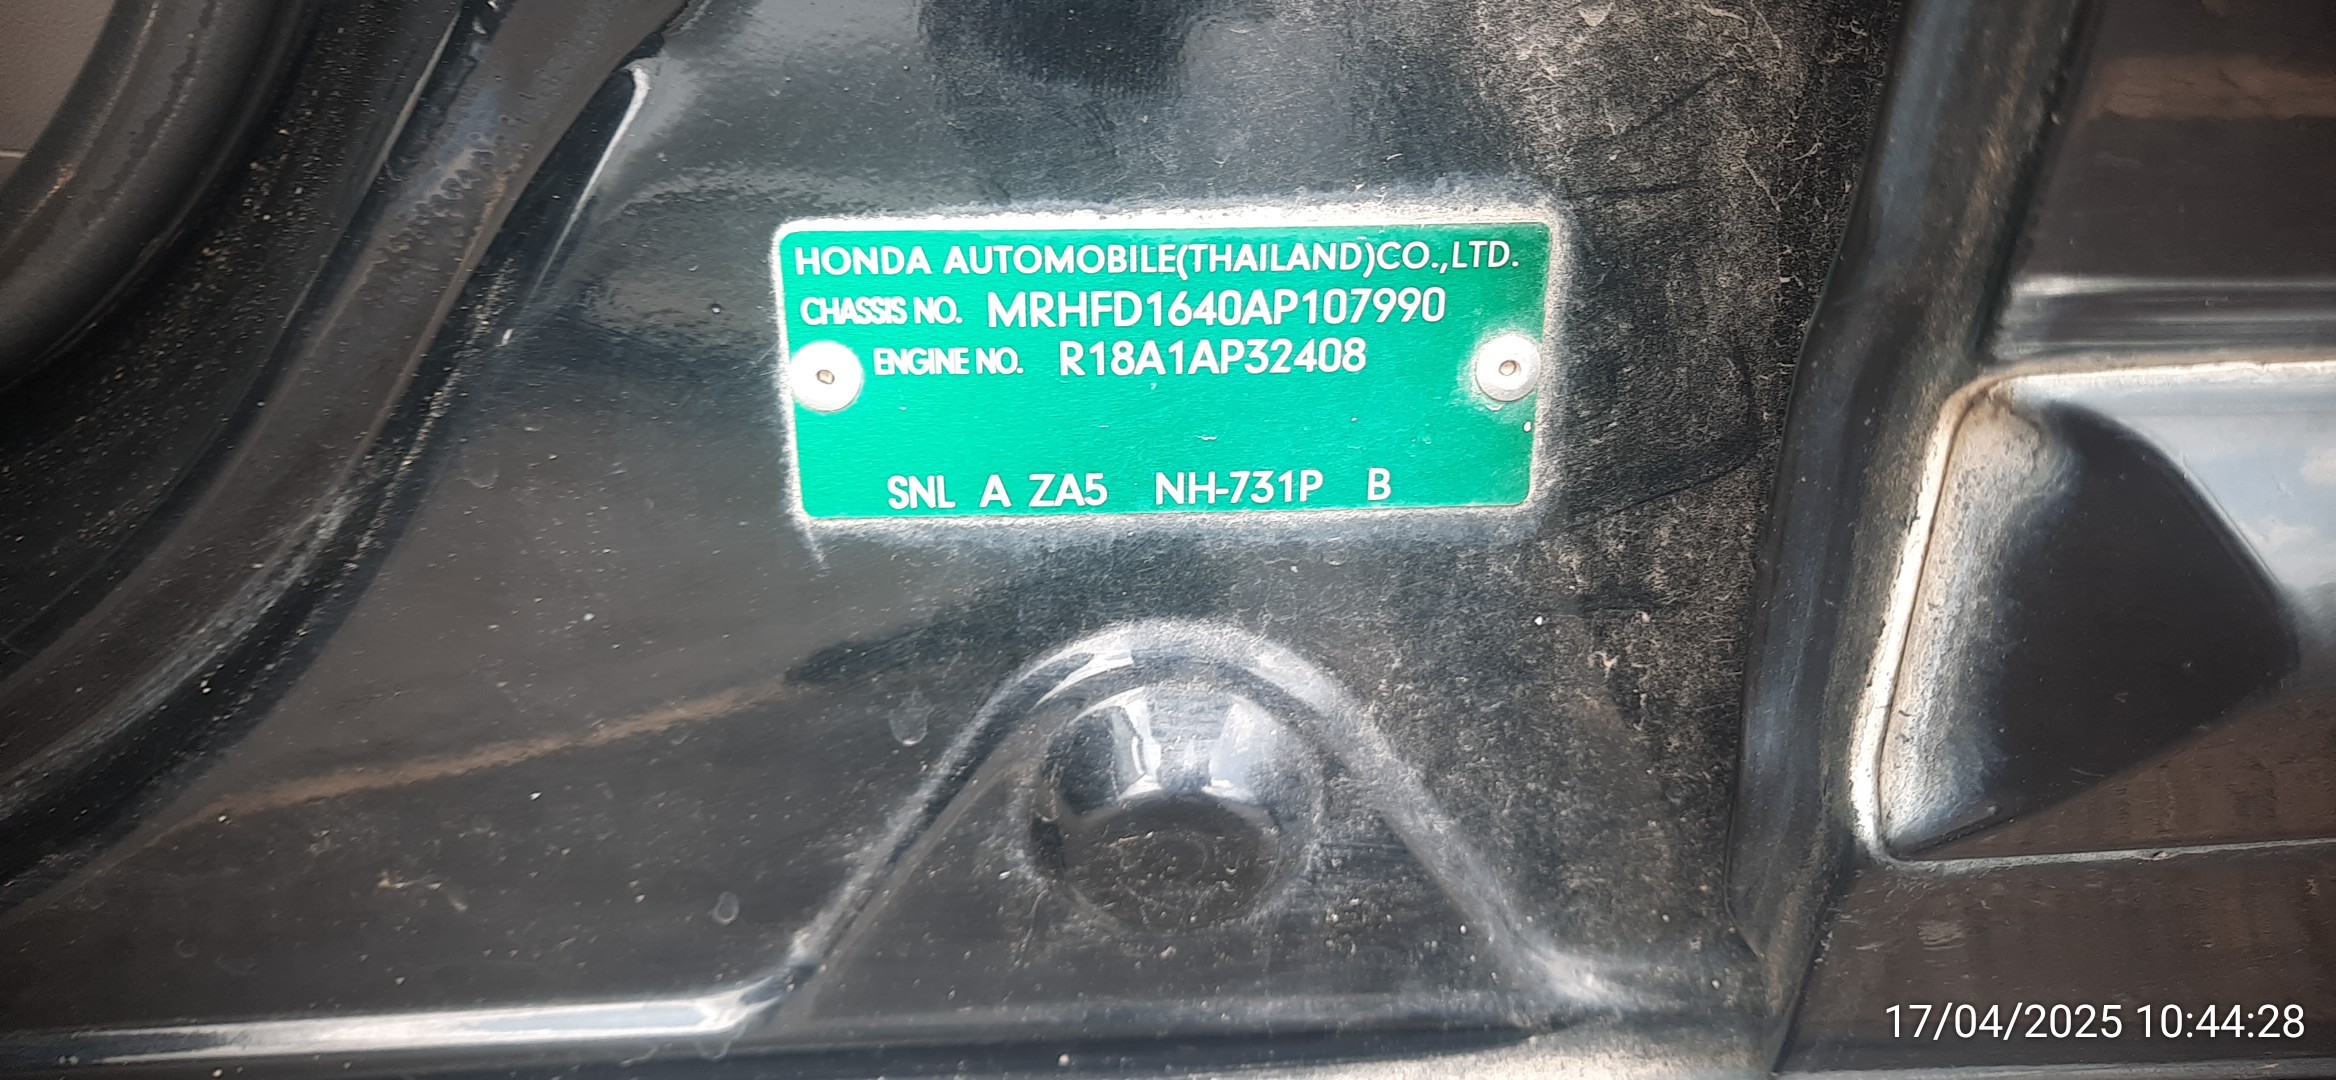 HONDA AUTOMOBILE(THAILAND)CO.,LTD.
CHASSIS NO. MRHFD1640AP107990
ENGINE NO. R18A1AP32408
SNL A ZA5 NH-731P B
17/04/2025 10:44:28